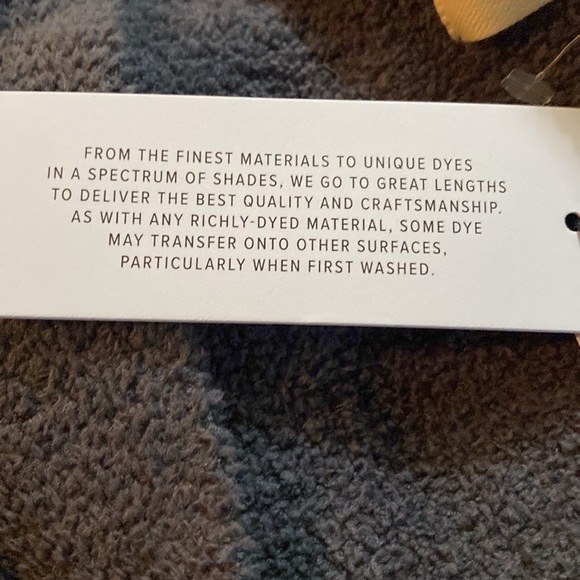 FROM THE FINEST MATERIALS TO UNIQUE DYES
IN A SPECTRUM OF SHADES, WE GO TO GREAT LENGTHS
TO DELIVER THE BEST QUALITY AND CRAFTSMANSHIP.
AS WITH ANY RICHLY-DYED MATERIAL, SOME DYE
MAY TRANSFER ONTO OTHER SURFACES,
PARTICULARLY WHEN FIRST WASHED.